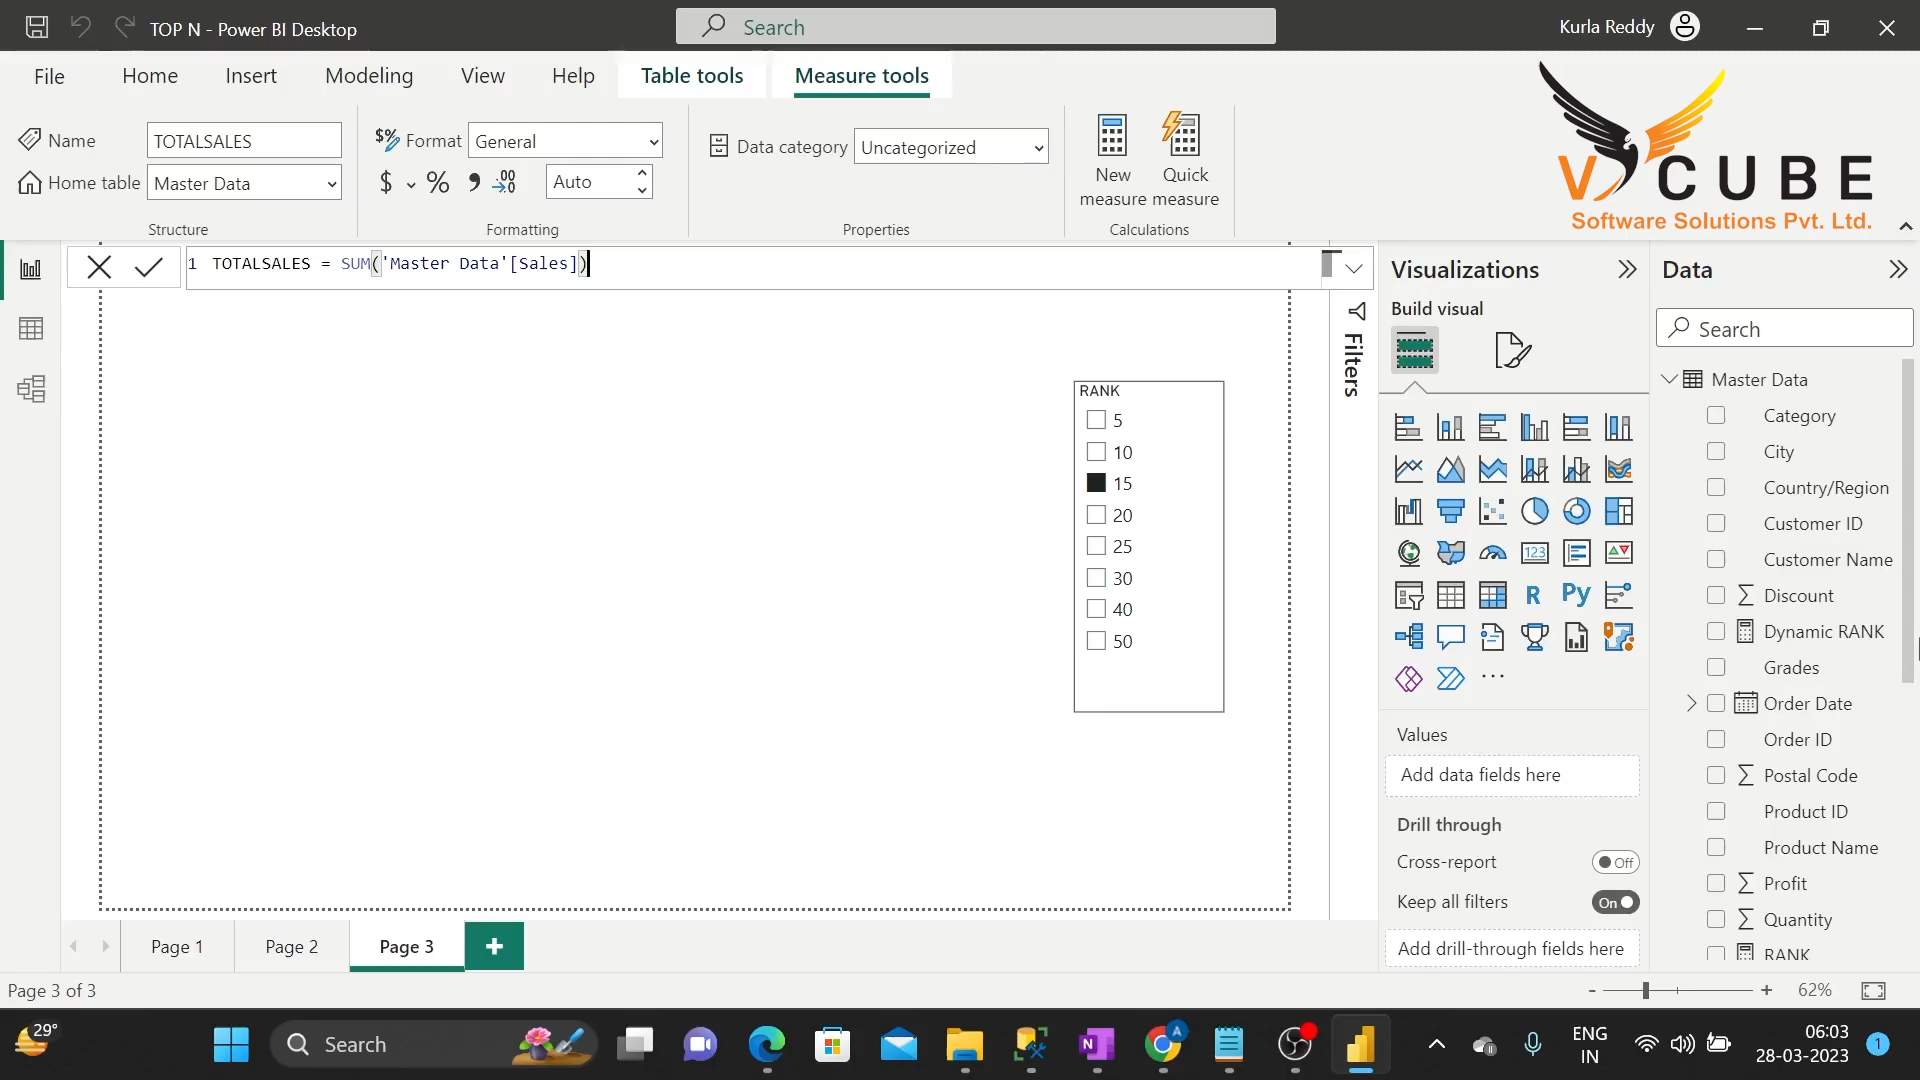 TOP N - Power BI Desktop
Search
Kurla Reddy
File Home Insert Modeling View Help Table tools Measure tools
Name TOTALSALES
Home table Master Data
Structure
$% Format General
$ % 9 .00 Auto
Formatting
Data category Uncategorized
Properties
New measure
Quick measure
Calculations
V CUBE
Software Solutions Pvt. Ltd.
1 TOTALSALES = SUM('Master Data'[Sales])
Filters
RANK
5
10
15
20
25
30
40
50
Visualizations
Build visual
123
R
Py
...
Values
Add data fields here
Drill through
Cross-report Off
Keep all filters On
Add drill-through fields here
Data
Search
Master Data
Category
City
Country/Region
Customer ID
Customer Name
Discount
Dynamic RANK
Grades
Order Date
Order ID
Postal Code
Product ID
Product Name
Profit
Quantity
RANK
Page 1 Page 2 Page 3 +
Page 3 of 3
- + 62%
29°
Search
N
A
ENG
IN
06:03
28-03-2023
1